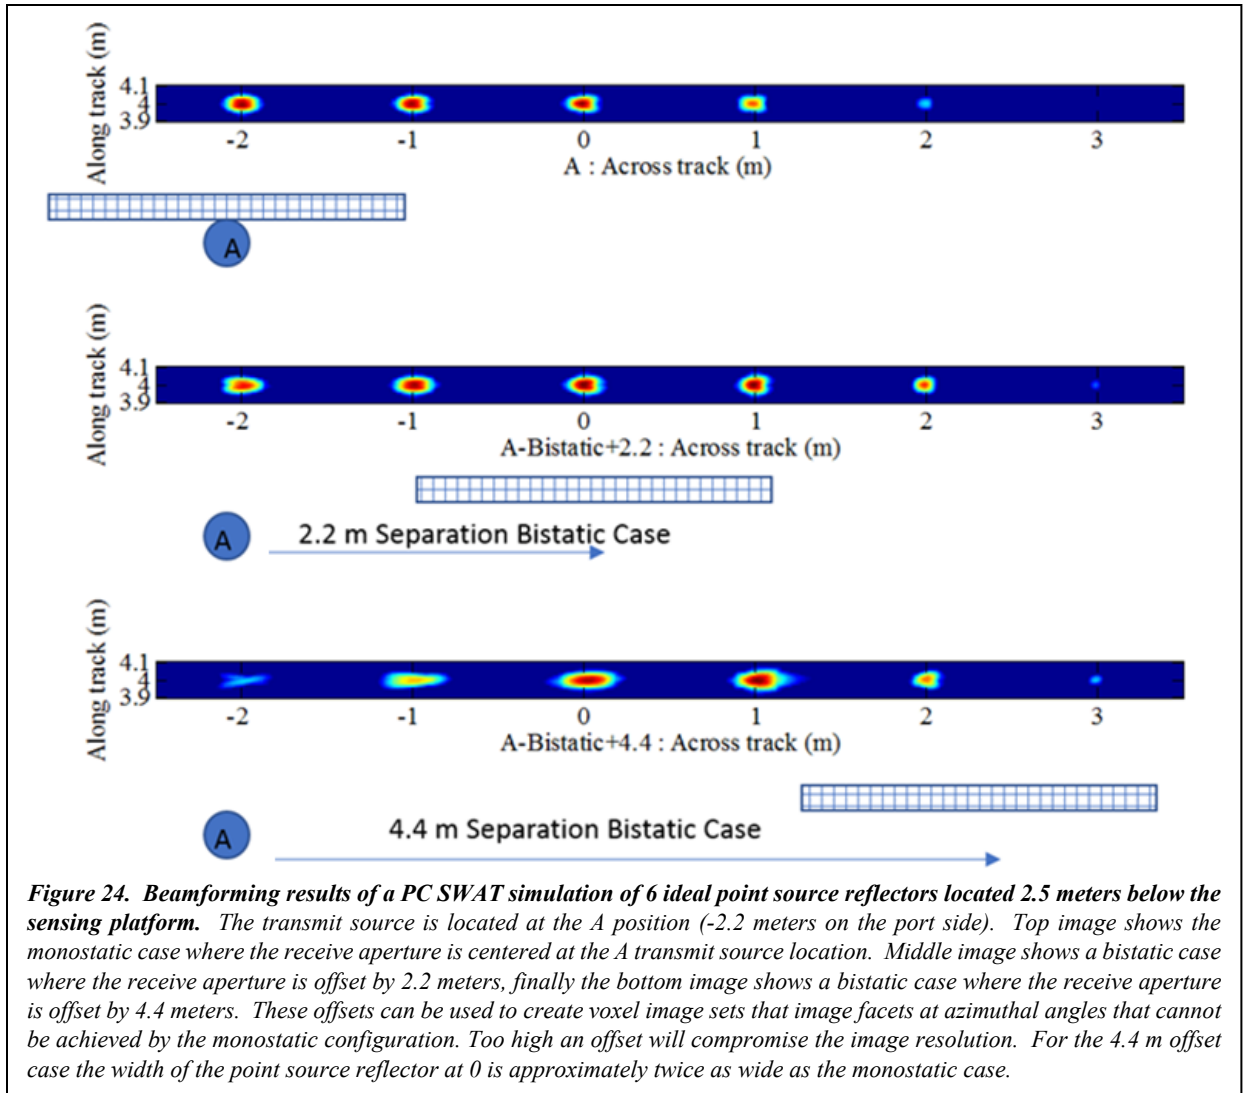 Along track (m)
4.1
4
3.9
-2 -1 0 1 2 3
A : Across track (m)
A
Along track (m)
4.1
4
3.9
-2 -1 0 1 2 3
A-Bistatic+2.2 : Across track (m)
A
2.2 m Separation Bistatic Case
Along track (m)
4.1
4
3.9
-2 -1 0 1 2 3
A-Bistatic+4.4 : Across track (m)
A
4.4 m Separation Bistatic Case
Figure 24. Beamforming results of a PC SWAT simulation of 6 ideal point source reflectors located 2.5 meters below the
sensing platform. The transmit source is located at the A position (-2.2 meters on the port side). Top image shows the
monostatic case where the receive aperture is centered at the A transmit source location. Middle image shows a bistatic case
where the receive aperture is offset by 2.2 meters, finally the bottom image shows a bistatic case where the receive aperture
is offset by 4.4 meters. These offsets can be used to create voxel image sets that image facets at azimuthal angles that cannot
be achieved by the monostatic configuration. Too high an offset will compromise the image resolution. For the 4.4 m offset
case the width of the point source reflector at 0 is approximately twice as wide as the monostatic case.